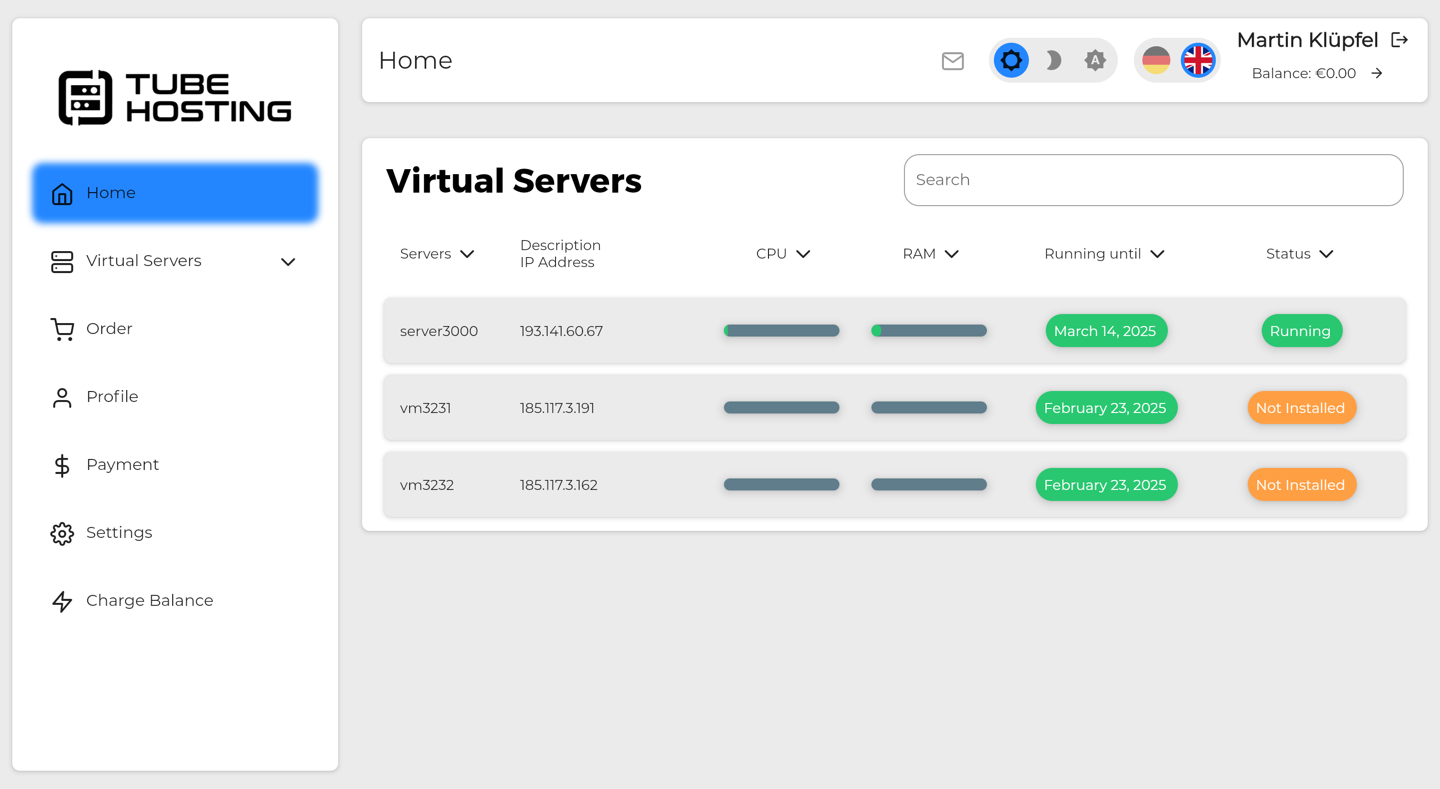 TUBE
HOSTING
Home
Virtual Servers
Order
Profile
Payment
Settings
Charge Balance
Home
A
Martin Klüpfel
Balance: €0.00
Virtual Servers
Search
Servers
Description
IP Address
CPU
RAM
Running until
Status
server3000 193.141.60.67 March 14, 2025 Running
vm3231 185.117.3.191 February 23, 2025 Not Installed
vm3232 185.117.3.162 February 23, 2025 Not Installed